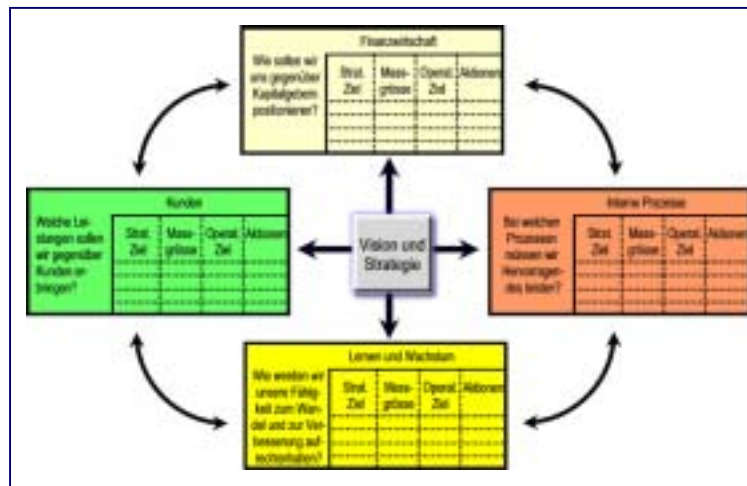 Finanzwirtschaft
Wie sollen wir
uns gegenüber
Kapitalgebern
positionieren?
Strat. Mass- Operat. Aktionen
Ziel grösse Ziel
Kunden
Welche Lei-
stungen sollen
wir gegenüber
Kunden er-
bringen?
Strat. Mass- Operat. Aktionen
Ziel grösse Ziel
Vision und
Strategie
Interne Prozesse
Bei welchen
Prozessen
müssen wir
Hervorragen-
des leisten?
Strat. Mass- Operat. Aktionen
Ziel grösse Ziel
Lernen und Wachstum
Wie werden wir
unsere Fähig-
keit zum Wan-
del und zur Ver-
besserung auf-
rechterhalten?
Strat. Mass- Operat. Aktionen
Ziel grösse Ziel